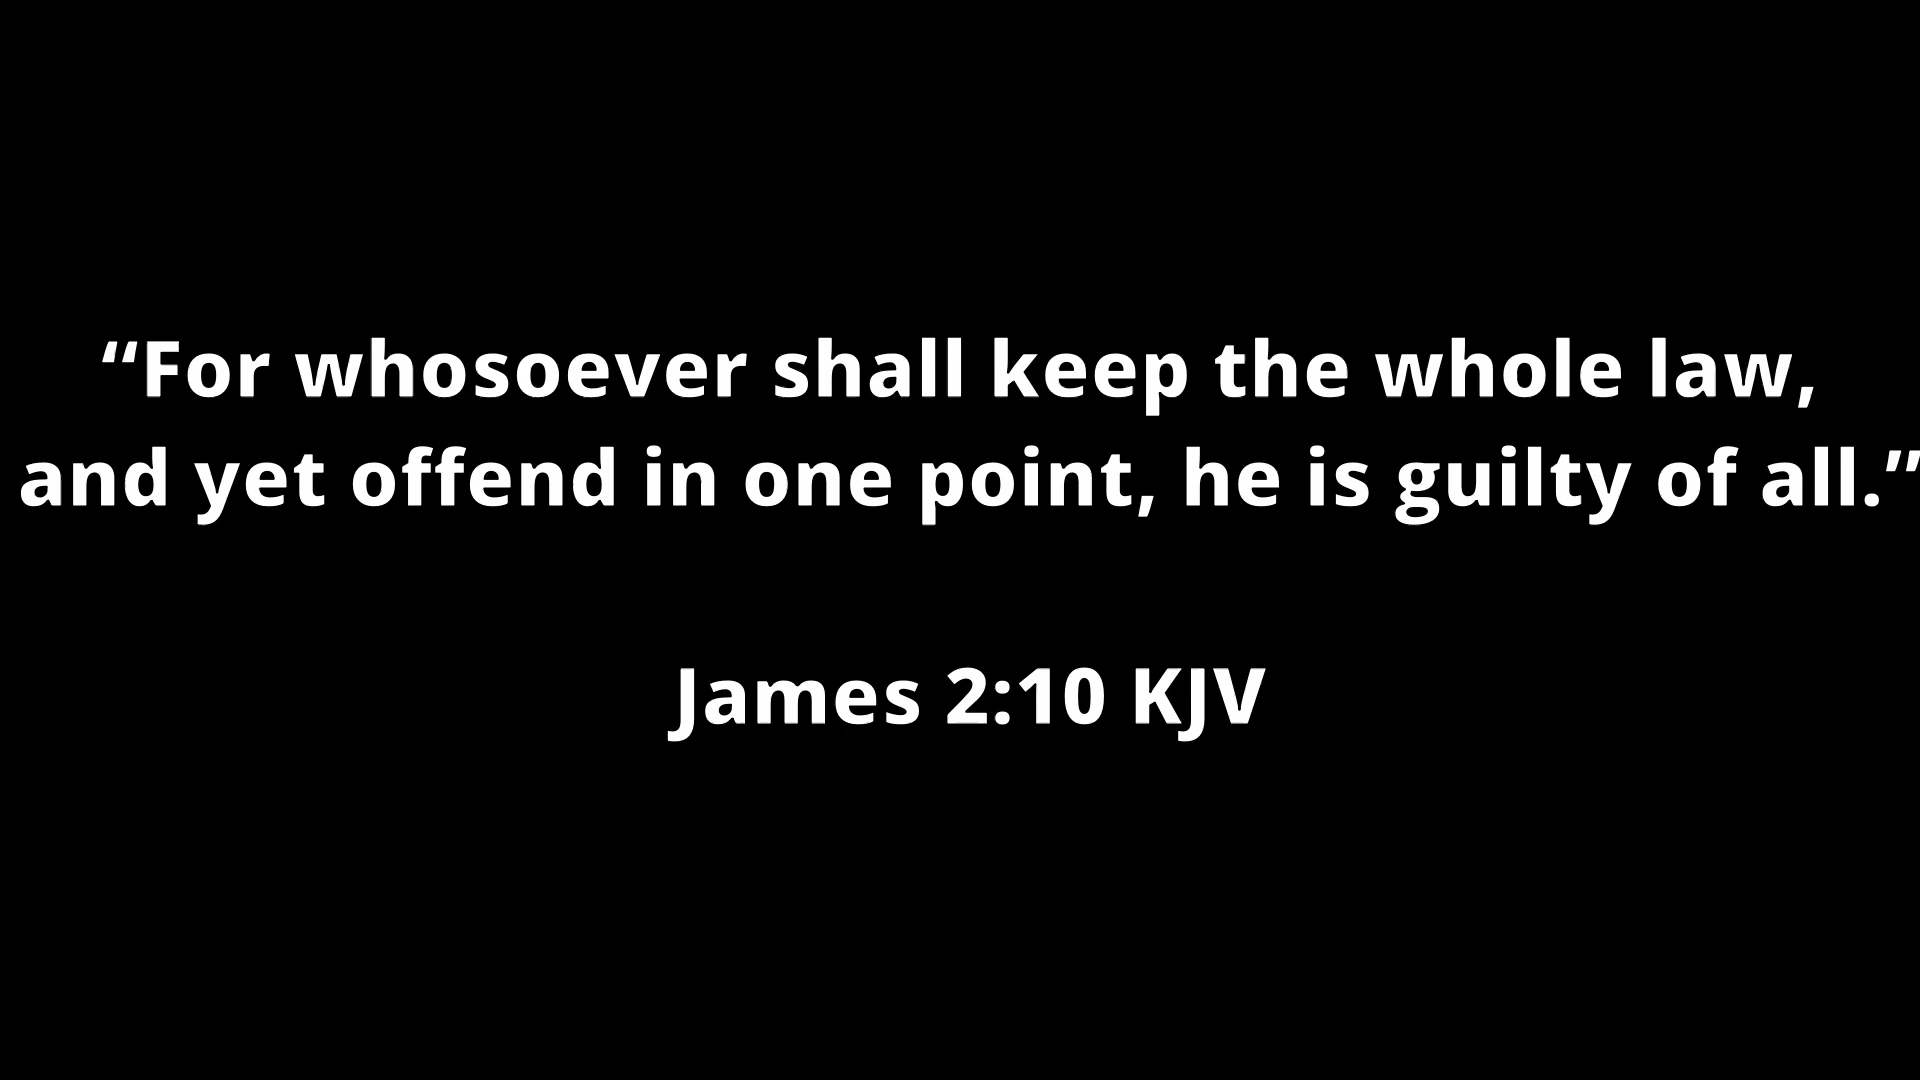 “For whosoever shall keep the whole law,
and yet offend in one point, he is guilty of all.”
James 2:10 KJV